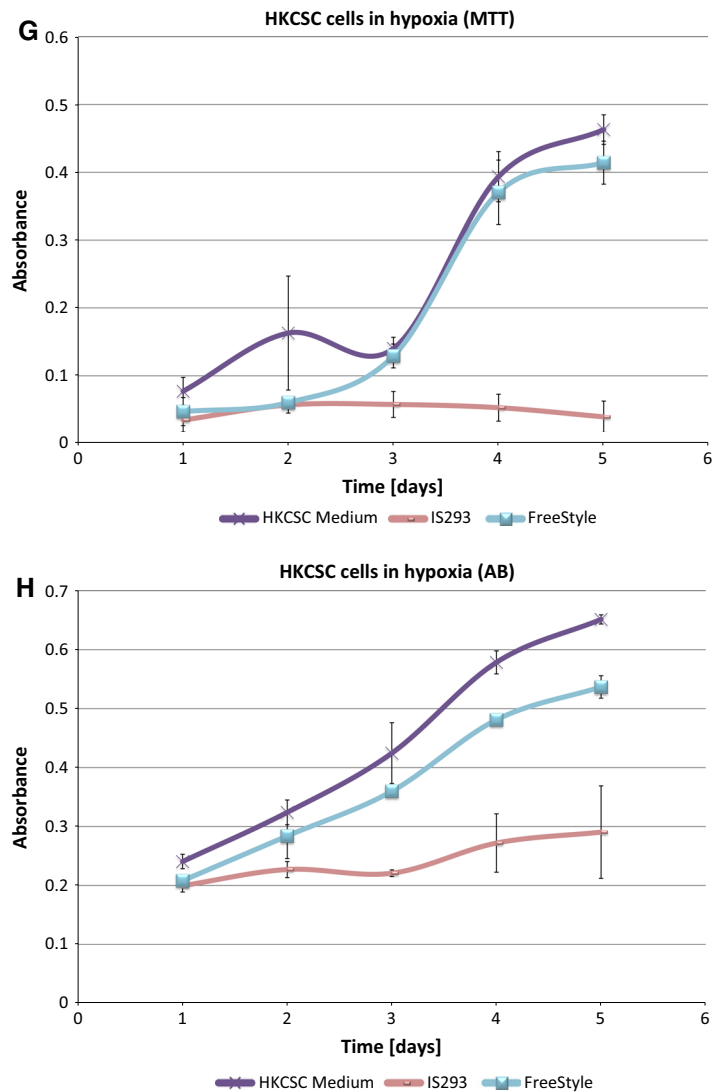 G
HKCSC cells in hypoxia (MTT)
0.6
0.5
0.4
0.3
0.2
0.1
0
Absorbance
0 1 2 3 4 5 6
Time [days]
HKCSC Medium IS293 FreeStyle
H
HKCSC cells in hypoxia (AB)
0.7
0.6
0.5
0.4
0.3
0.2
0.1
0
Absorbance
0 1 2 3 4 5 6
Time [days]
HKCSC Medium IS293 FreeStyle